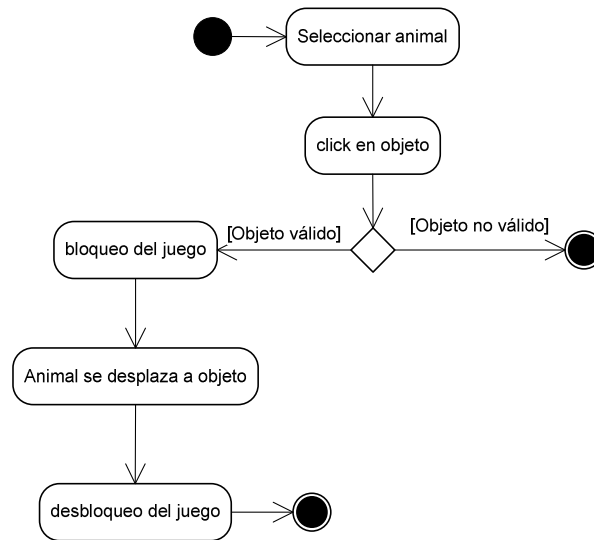 Seleccionar animal
click en objeto
[Objeto válido]
[Objeto no válido]
bloqueo del juego
Animal se desplaza a objeto
desbloqueo del juego